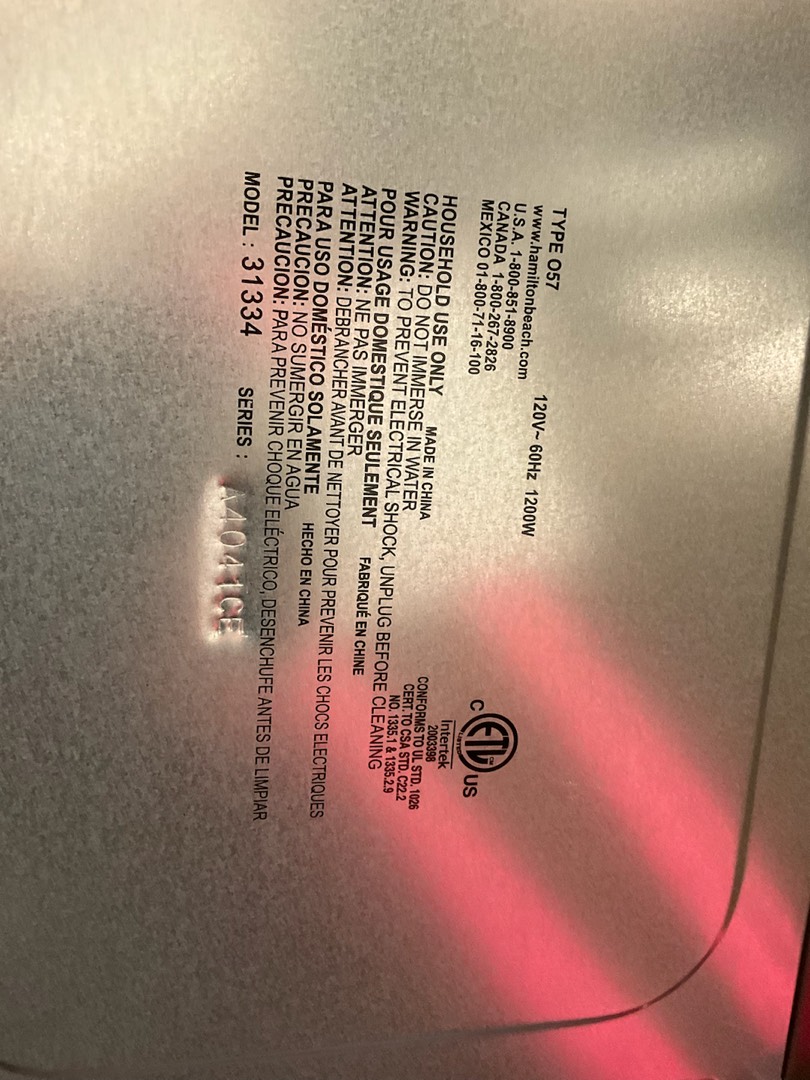 TYPE O57
120V~ 60Hz 1200W
www.hamiltonbeach.com
U.S.A. 1-800-851-8900
CANADA 1-800-267-2826
MEXICO 01-800-71-16-100
C ETL US
Intertek
2003398
CONFORMS TO UL STD. 1026
CERT. TO CSA STD. C22.2
NO. 1335.1 & 1335.2.9
HOUSEHOLD USE ONLY MADE IN CHINA
CAUTION: DO NOT IMMERSE IN WATER
WARNING: TO PREVENT ELECTRICAL SHOCK, UNPLUG BEFORE CLEANING
POUR USAGE DOMESTIQUE SEULEMENT FABRIQUÉ EN CHINE
ATTENTION: NE PAS IMMERGER
ATTENTION: DEBRANCHER AVANT DE NETTOYER POUR PREVENIR LES CHOCS ELECTRIQUES
PARA USO DOMÉSTICO SOLAMENTE HECHO EN CHINA
PRECAUCION: NO SUMERGIR EN AGUA
PRECAUCION: PARA PREVENIR CHOQUE ELÉCTRICO, DESENCHUFE ANTES DE LIMPIAR
MODEL : 31334 SERIES : A4041CE